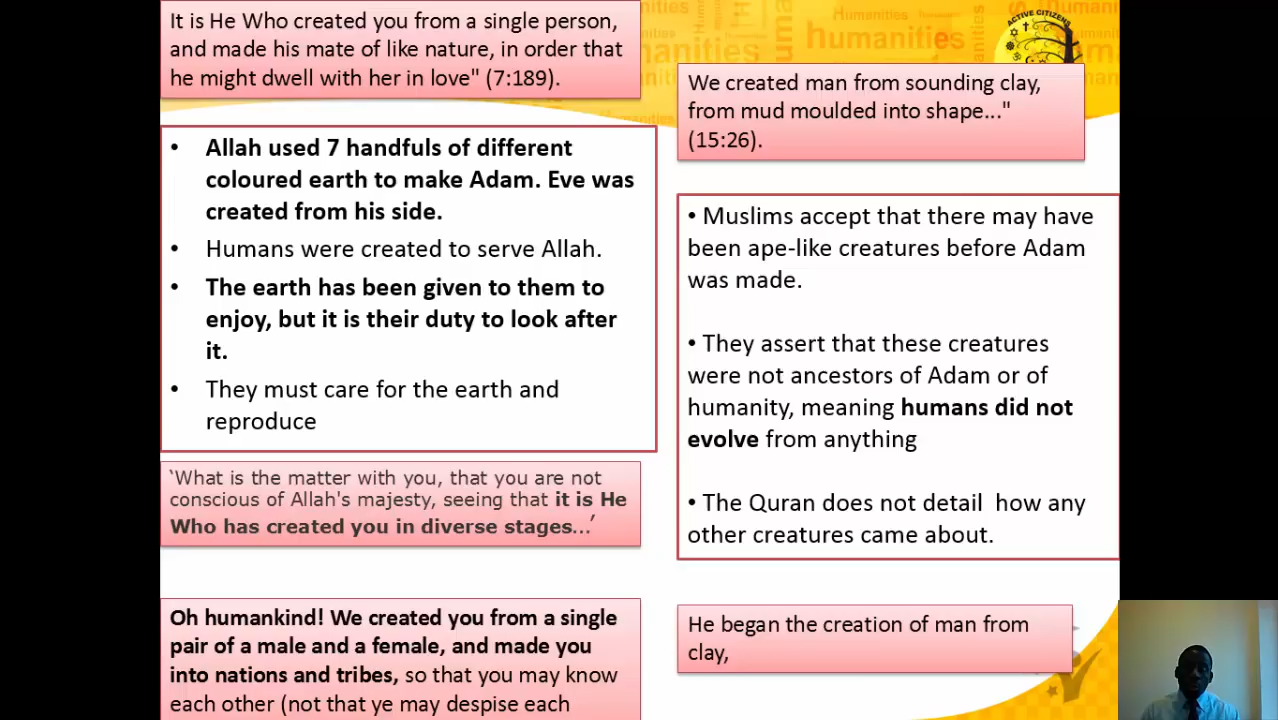 It is He Who created you from a single person,
and made his mate of like nature, in order that
he might dwell with her in love" (7:189).
Humanities
humanities
ACTIVE CITIZENS
We created man from sounding clay,
from mud moulded into shape..."
(15:26).
• Allah used 7 handfuls of different
coloured earth to make Adam. Eve was
created from his side.
• Humans were created to serve Allah.
• The earth has been given to them to
enjoy, but it is their duty to look after
it.
• They must care for the earth and
reproduce
• Muslims accept that there may have
been ape-like creatures before Adam
was made.
• They assert that these creatures
were not ancestors of Adam or of
humanity, meaning humans did not
evolve from anything
• The Quran does not detail how any
other creatures came about.
‘What is the matter with you, that you are not
conscious of Allah's majesty, seeing that it is He
Who has created you in diverse stages...’
Oh humankind! We created you from a single
pair of a male and a female, and made you
into nations and tribes, so that you may know
each other (not that ye may despise each
He began the creation of man from
clay,